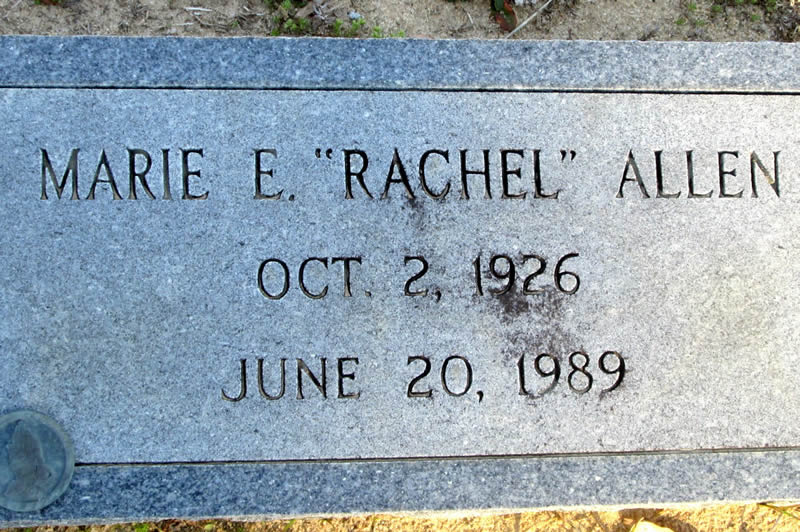 MARIE E. “RACHEL” ALLEN
OCT. 2, 1926
JUNE 20, 1989